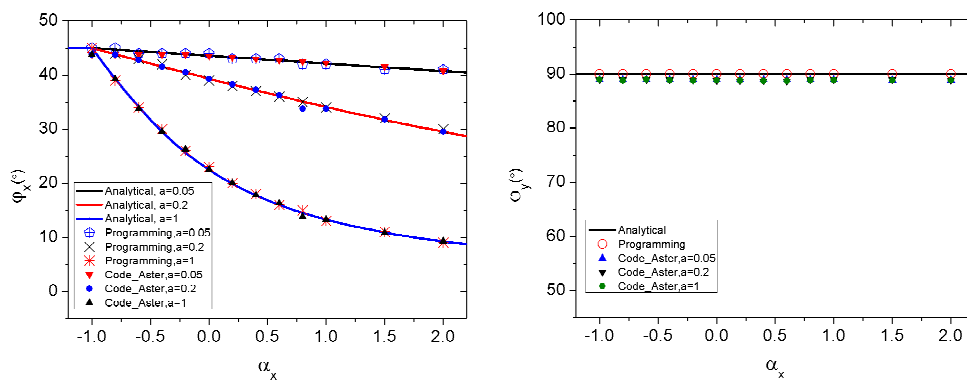 50
40
30
20
10
0
φx(°)
Analytical, a=0.05
Analytical, a=0.2
Analytical, a=1
Programming,a=0.05
Programming,a=0.2
Programming,a=1
Code_Aster,a=0.05
Code_Aster,a=0.2
Code_Aster,a=1
-1.0 -0.5 0.0 0.5 1.0 1.5 2.0
αx
100
90
80
70
60
50
σy(°)
Analytical
Programming
Code_Aster,a=0.05
Code_Aster,a=0.2
Code_Aster,a=1
-1.0 -0.5 0.0 0.5 1.0 1.5 2.0
αx